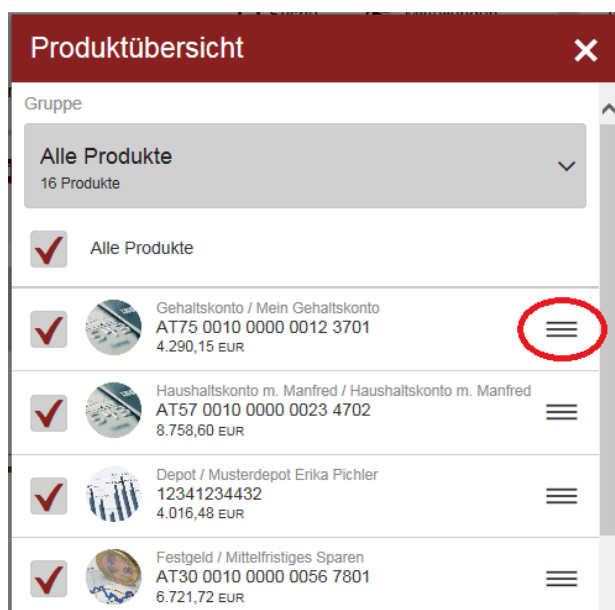 Produktübersicht
Gruppe
Alle Produkte
16 Produkte
Alle Produkte
Gehaltskonto / Mein Gehaltskonto
AT75 0010 0000 0012 3701
4.290,15 EUR
Haushaltskonto m. Manfred / Haushaltskonto m. Manfred
AT57 0010 0000 0023 4702
8.758,60 EUR
Depot / Musterdepot Erika Pichler
12341234432
4.016,48 EUR
Festgeld / Mittelfristiges Sparen
AT30 0010 0000 0056 7801
6.721,72 EUR